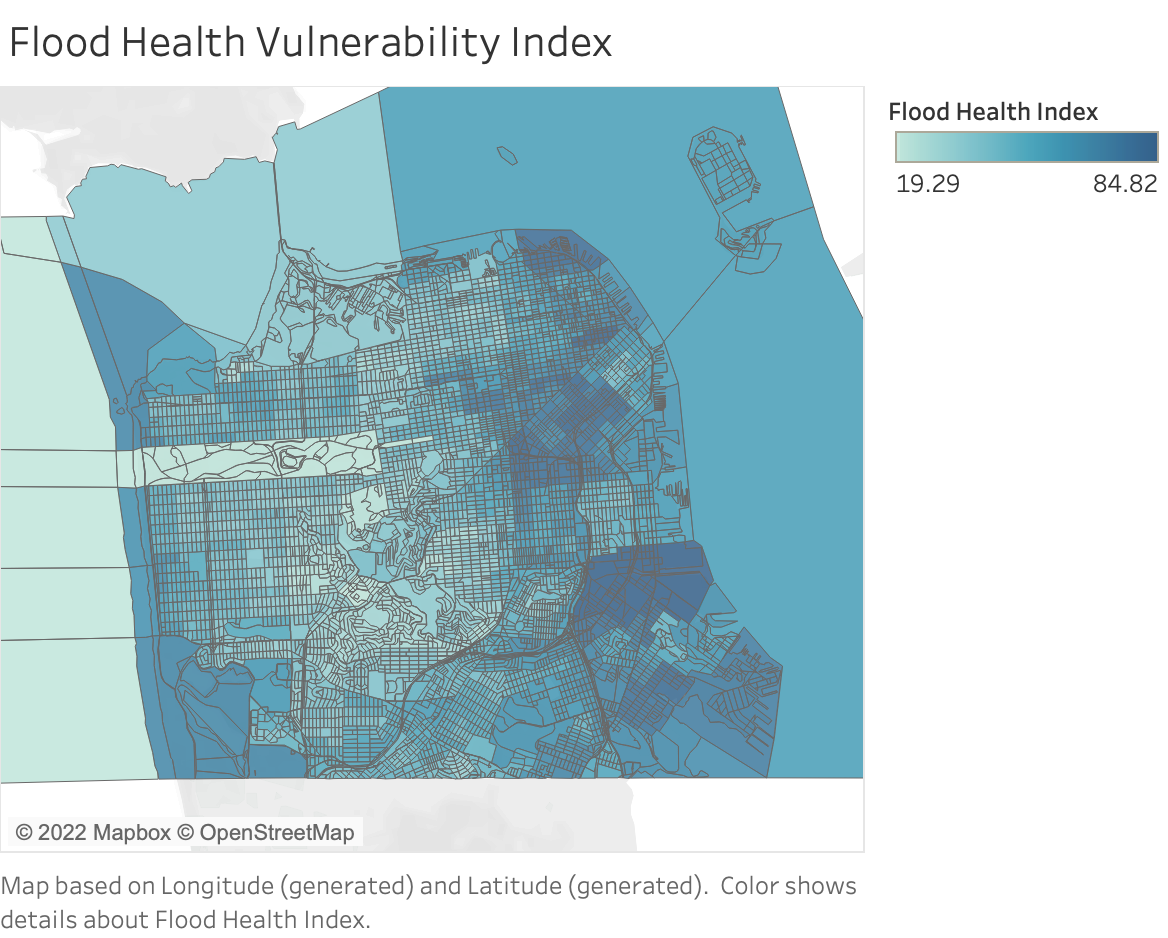 Flood Health Vulnerability Index
Flood Health Index
19.29 84.82
© 2022 Mapbox © OpenStreetMap
Map based on Longitude (generated) and Latitude (generated).  Color shows
details about Flood Health Index.